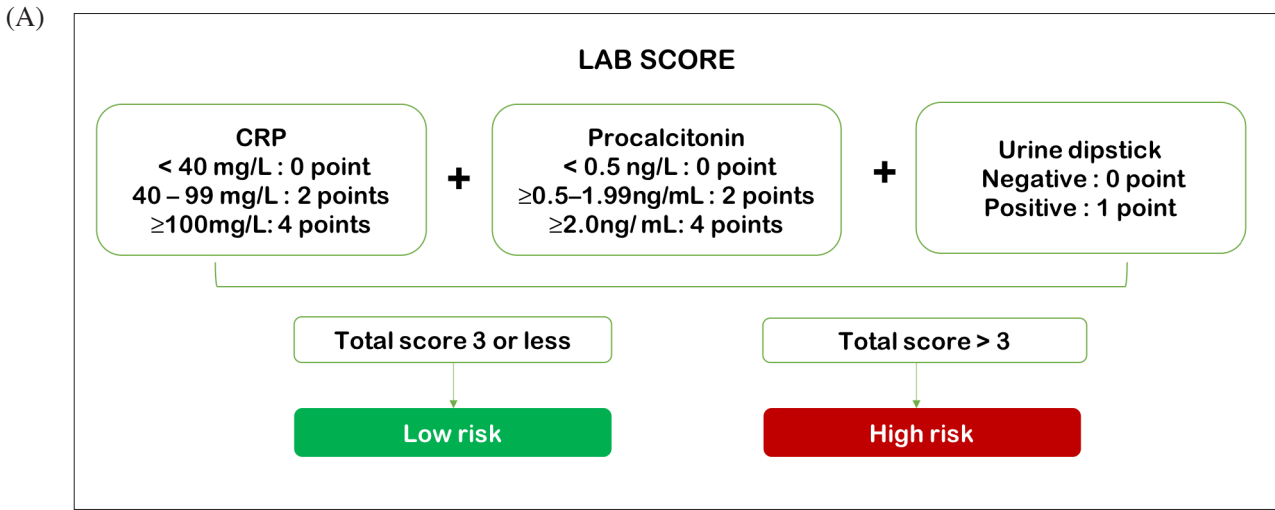 (A)
LAB SCORE
CRP
< 40 mg/L : 0 point
40 – 99 mg/L : 2 points
≥100mg/L: 4 points
+
Procalcitonin
< 0.5 ng/L : 0 point
≥0.5–1.99ng/mL : 2 points
≥2.0ng/ mL: 4 points
+
Urine dipstick
Negative : 0 point
Positive : 1 point
Total score 3 or less
Total score > 3
Low risk
High risk